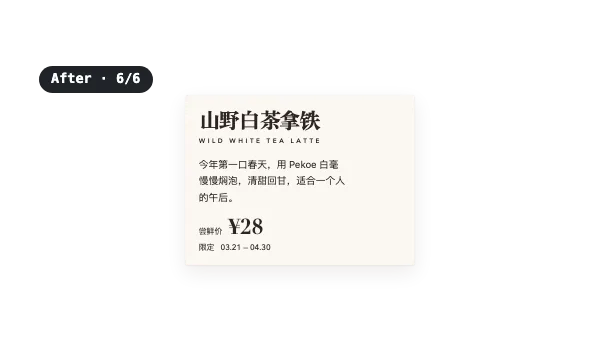 After · 6/6
山野白茶拿铁
WILD WHITE TEA LATTE
今年第一口春天，用 Pekoe 白毫
慢慢焖泡，清甜回甘，适合一个人
的午后。
尝鲜价 ¥28
限定 03.21 – 04.30